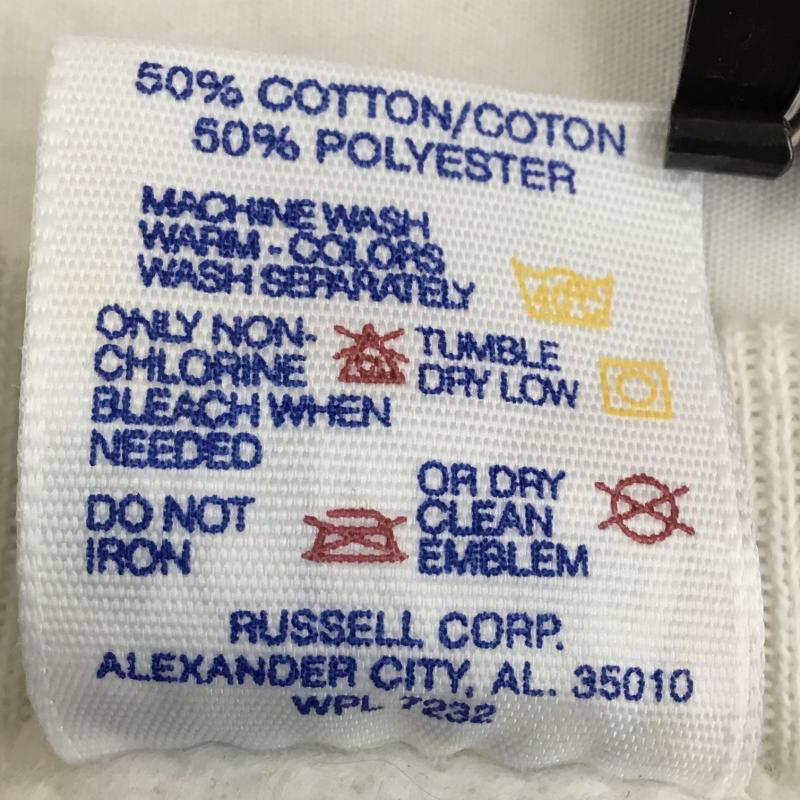 50% COTTON/COTON
50% POLYESTER
MACHINE WASH
WARM - COLORS
WASH SEPARATELY
40°C
ONLY NON-
CHLORINE
BLEACH WHEN
NEEDED
TUMBLE
DRY LOW
DO NOT
IRON
OR DRY
CLEAN
EMBLEM
RUSSELL CORP.
ALEXANDER CITY, AL. 35010
WPL 7232